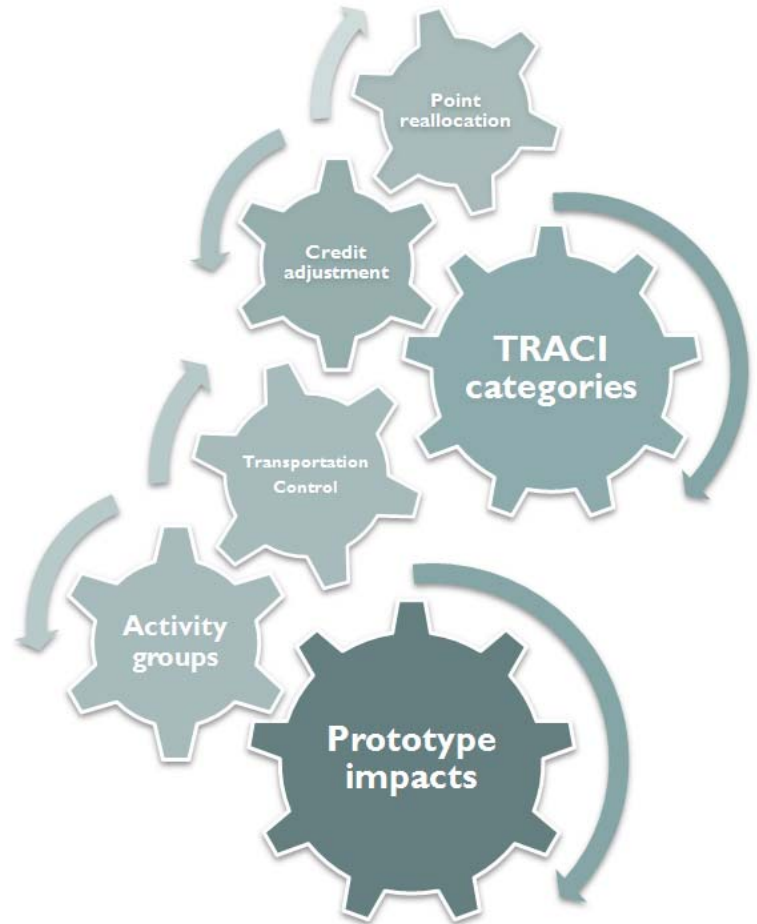 Point
reallocation
Credit
adjustment
TRACI
categories
Transportation
Control
Activity
groups
Prototype
impacts